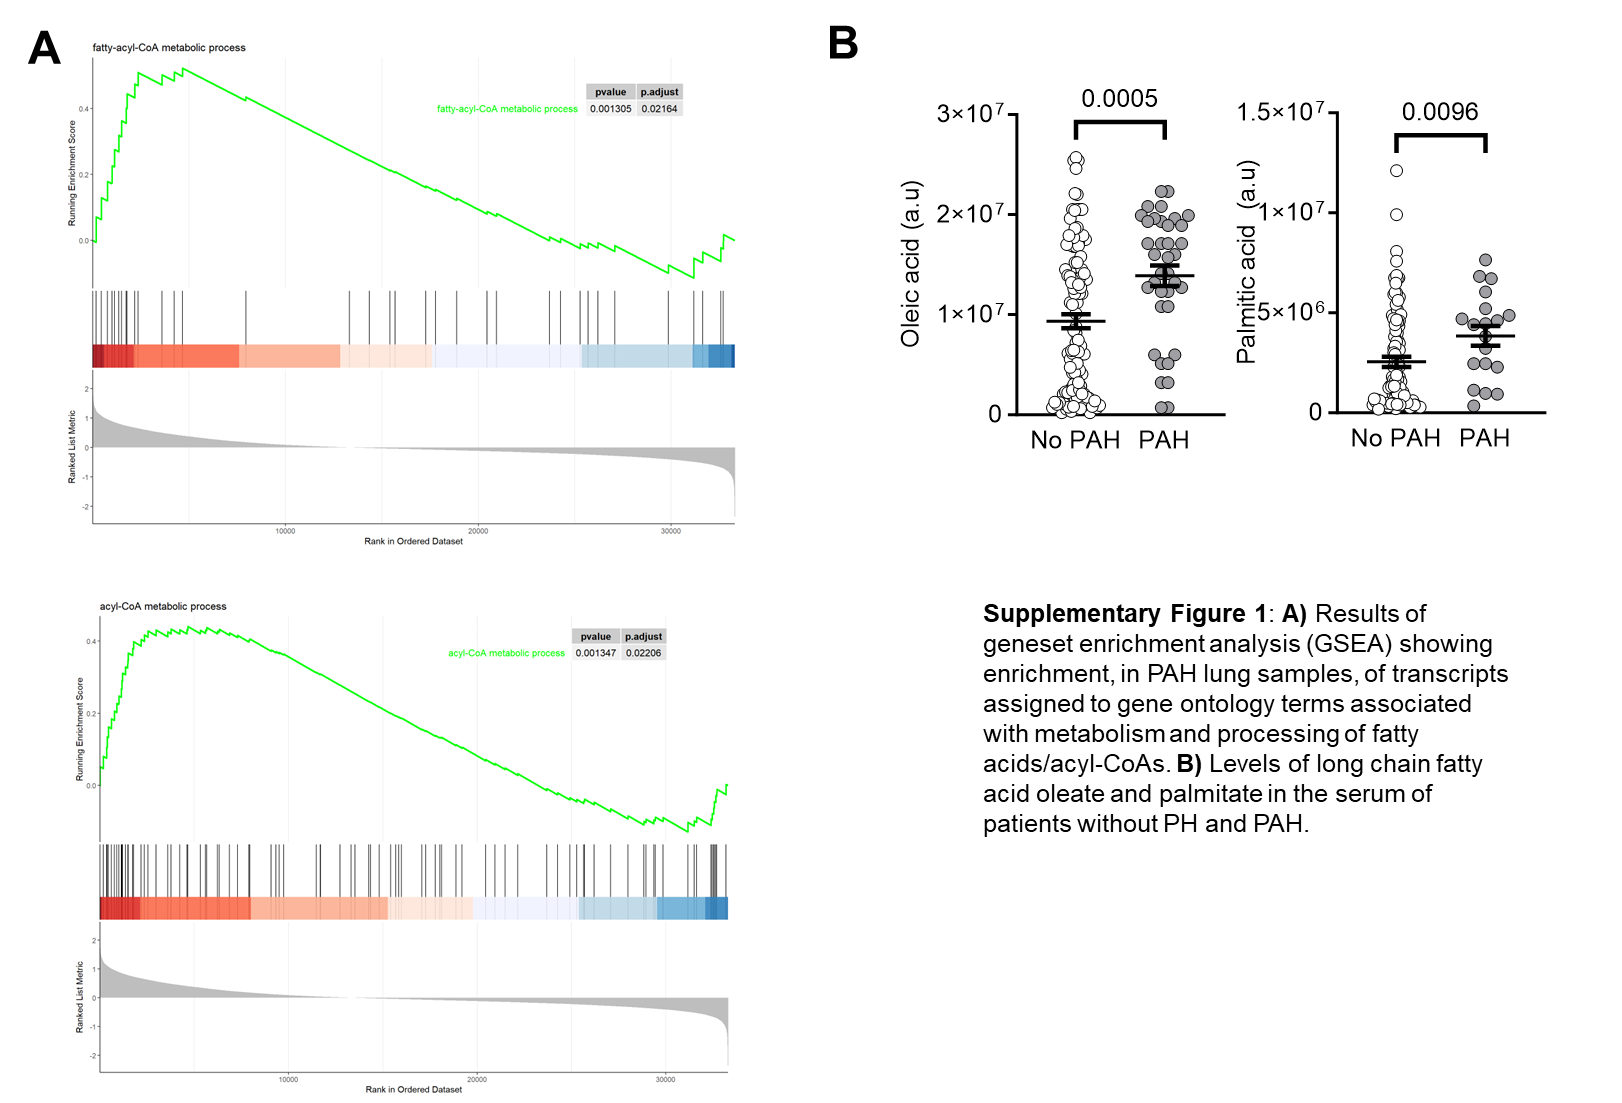 A
fatty-acyl-CoA metabolic process
pvalue p.adjust
fatty-acyl-CoA metabolic process 0.001305 0.02164
Running Enrichment Score
0.4
0.2
0.0
Ranked List Metric
2
1
0
-1
-2
10000 20000 30000
Rank in Ordered Dataset
acyl-CoA metabolic process
pvalue p.adjust
acyl-CoA metabolic process 0.001347 0.02206
Running Enrichment Score
0.4
0.2
0.0
Ranked List Metric
2
1
0
-1
-2
10000 20000 30000
Rank in Ordered Dataset
B
0.0005
Oleic acid (a.u)
3×10⁷
2×10⁷
1×10⁷
0
No PAH PAH
0.0096
Palmitic acid (a.u)
1.5×10⁷
1×10⁷
5×10⁶
0
No PAH PAH
Supplementary Figure 1: A) Results of
geneset enrichment analysis (GSEA) showing
enrichment, in PAH lung samples, of transcripts
assigned to gene ontology terms associated
with metabolism and processing of fatty
acids/acyl-CoAs. B) Levels of long chain fatty
acid oleate and palmitate in the serum of
patients without PH and PAH.